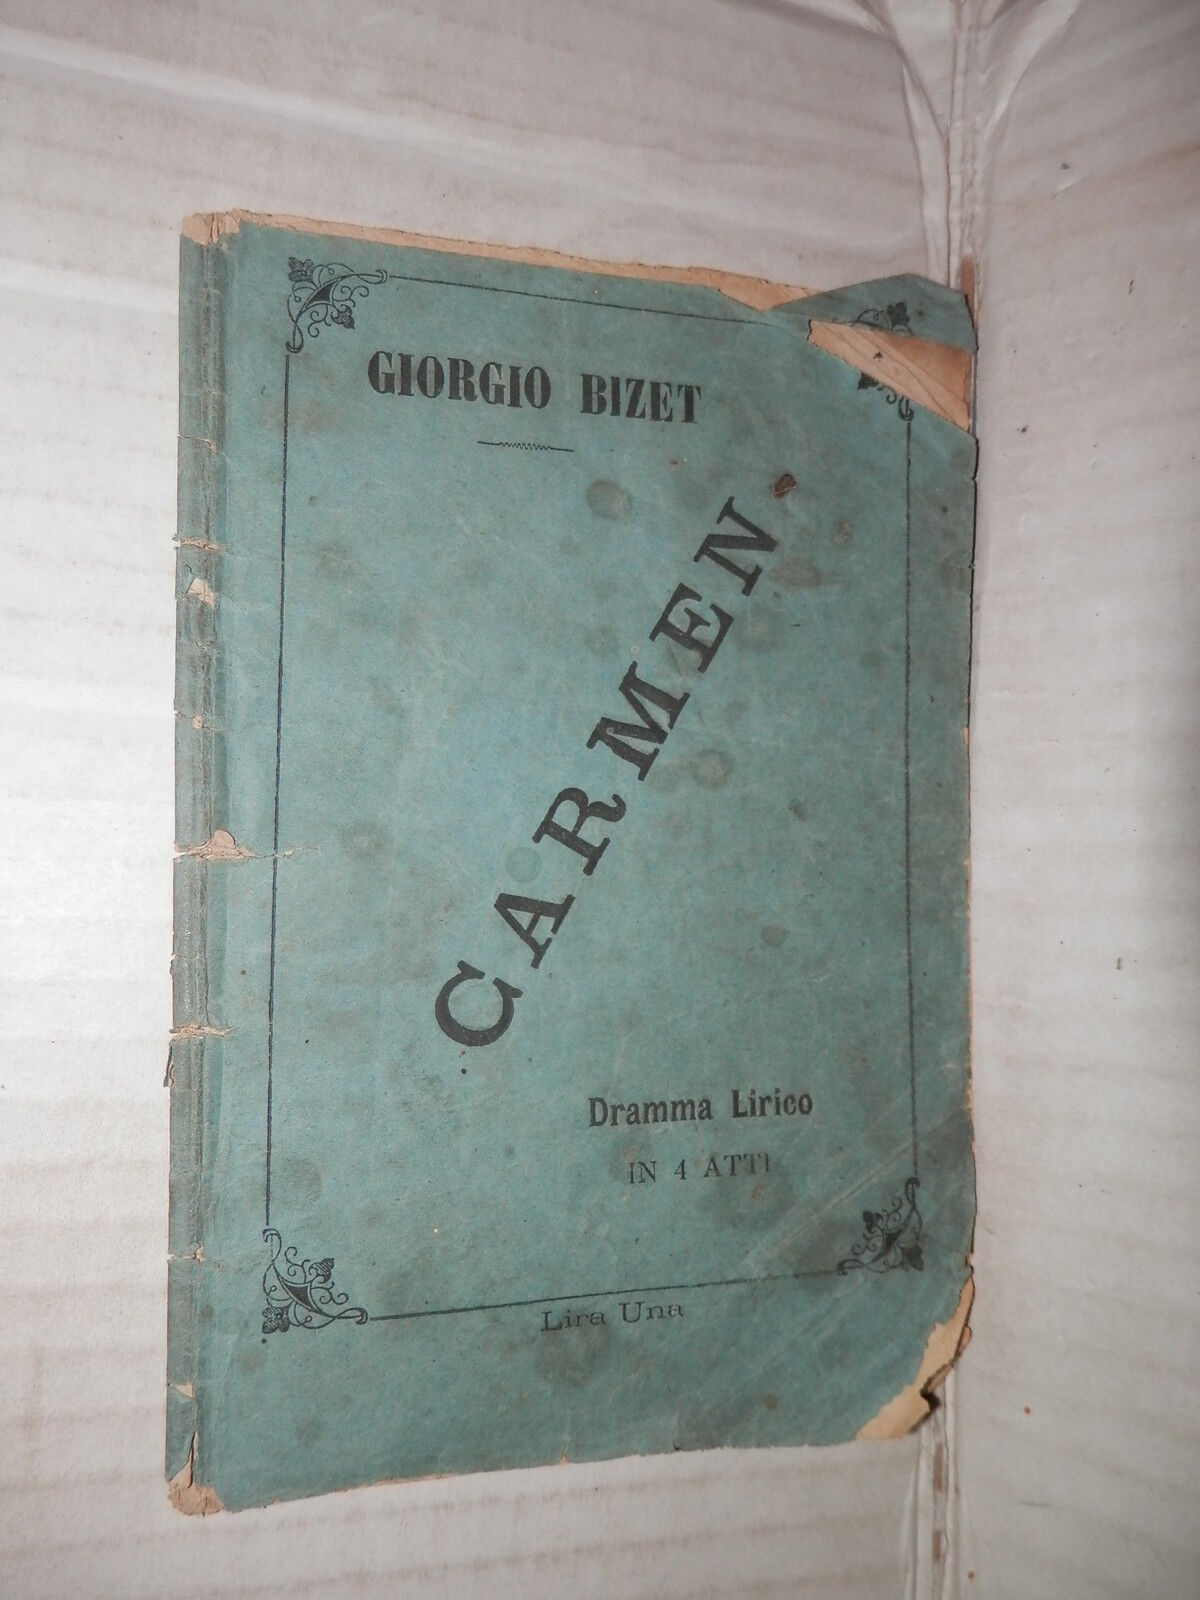 GIORGIO BIZET
CARMEN
Dramma Lirico
IN 4 ATTI
Lira Una